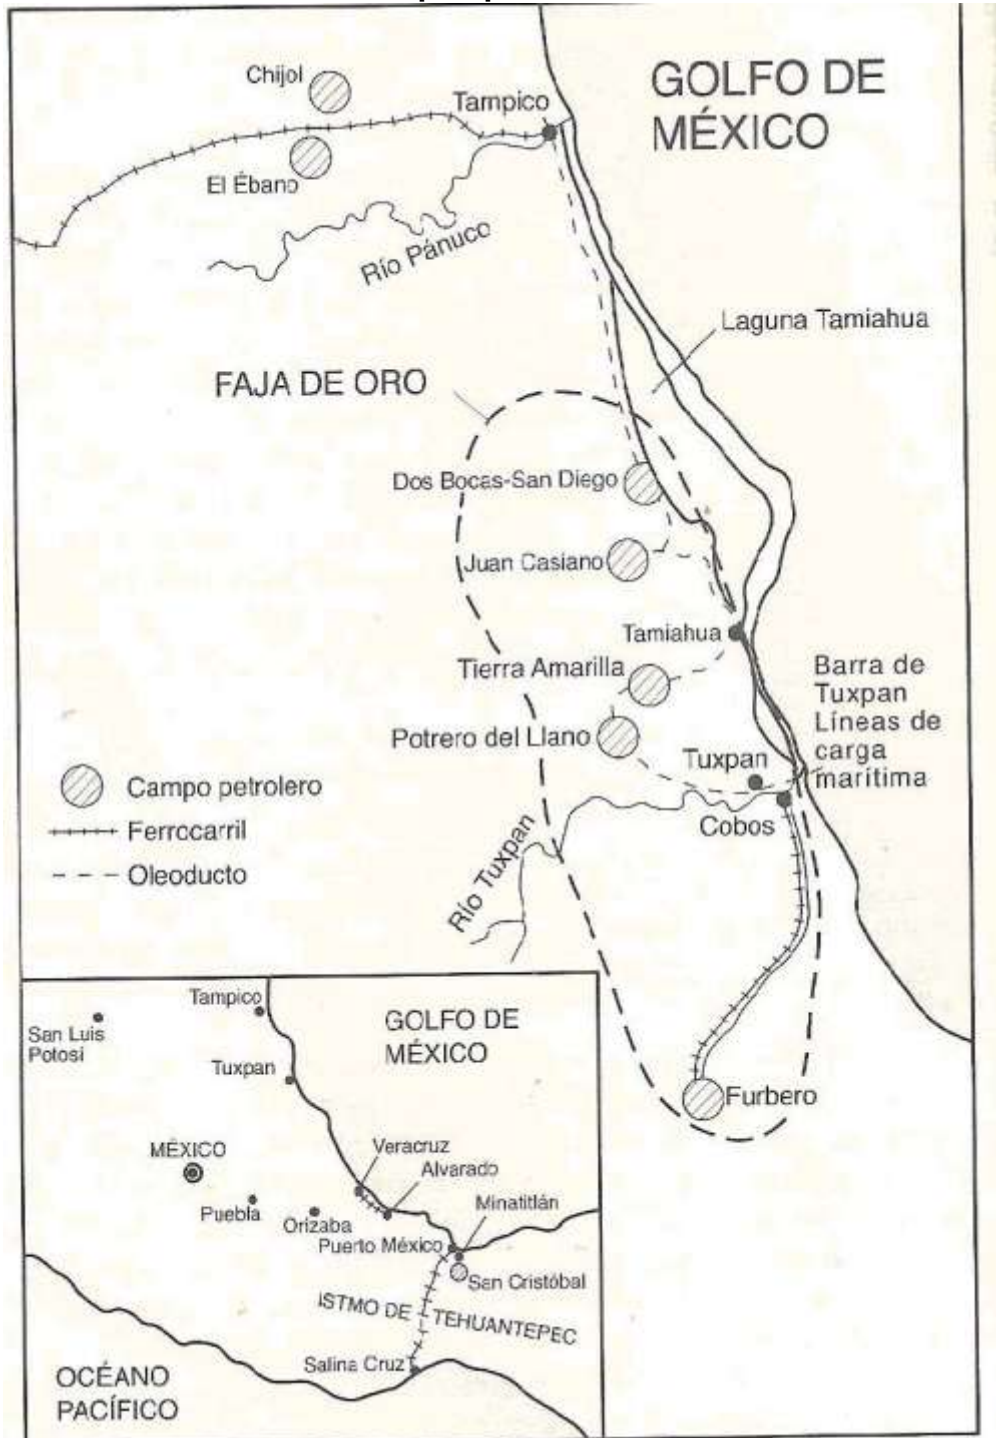 Chijol
Tampico
GOLFO DE
MÉXICO
El Ébano
Río Pánuco
Laguna Tamiahua
FAJA DE ORO
Dos Bocas-San Diego
Juan Casiano
Tamiahua
Tierra Amarilla
Barra de
Tuxpan
Líneas de
carga
marítima
Potrero del Llano
Tuxpan
Cobos
Campo petrolero
Ferrocarril
Oleoducto
Río Tuxpan
Furbero
Tampico
San Luis
Potosí
GOLFO DE
MÉXICO
Tuxpan
MÉXICO
Veracruz
Alvarado
Minatitlán
Puebla
Orizaba
Puerto México
San Cristóbal
ISTMO DE TEHUANTEPEC
Salina Cruz
OCÉANO
PACÍFICO